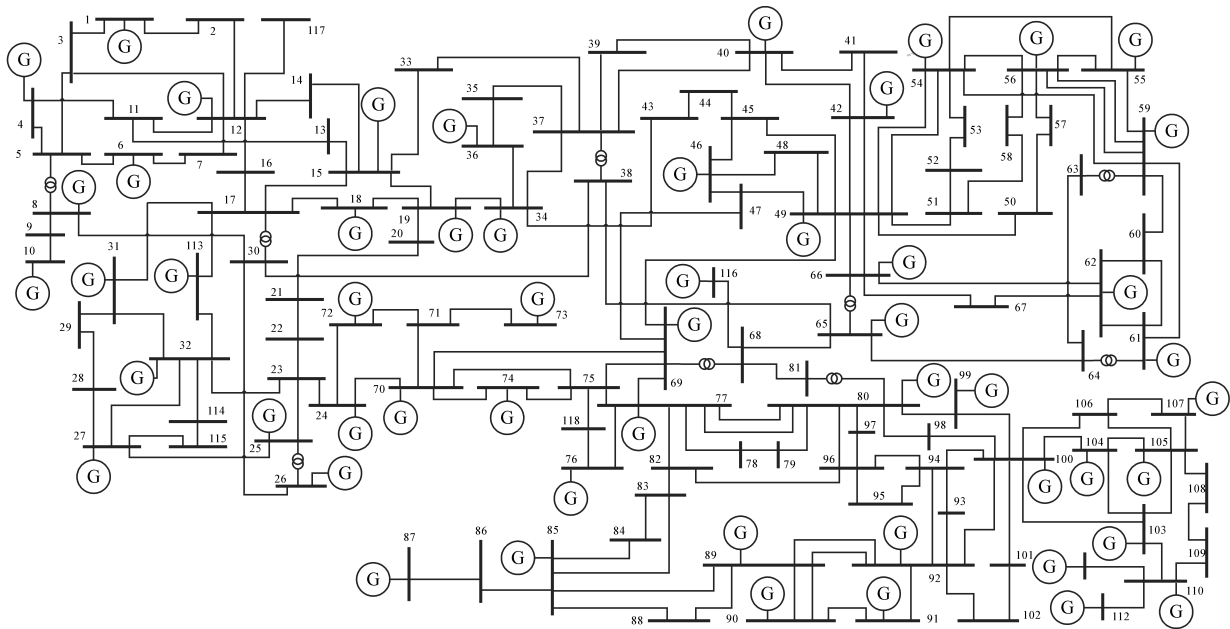 1 2 117
3 G
39 40 G 41 G 54 G 56 G 55
33 14 G
G 4 11 G 12
35 43 44 45 42 G
13 37 53 57 59 G
5 6 G 7
16 15 36 G 46 G 48 52 58 63
38
8 G 17 18 G 19 G G 34 47 49 G 51 50
9 20 60
10 G 31 G 113 G 30
116 G 66 G 62 G
67
21 72 G 71 73 G
29 22 69 G 68 65 G 61 G
32 G 64
28 23 24 G 70 G 74 G 75 G 77 81 80 G 99 G
27 G 114 115 25 G
106 107 G
118 97 98 104 G 105 G
26 G 76 G 82 78 79 96 94 100 G
83 95 93 108
84 103 G
87 G 86 85 G 89 G G 92 101 109
G G G 110 G
88 90 91 102 112 G